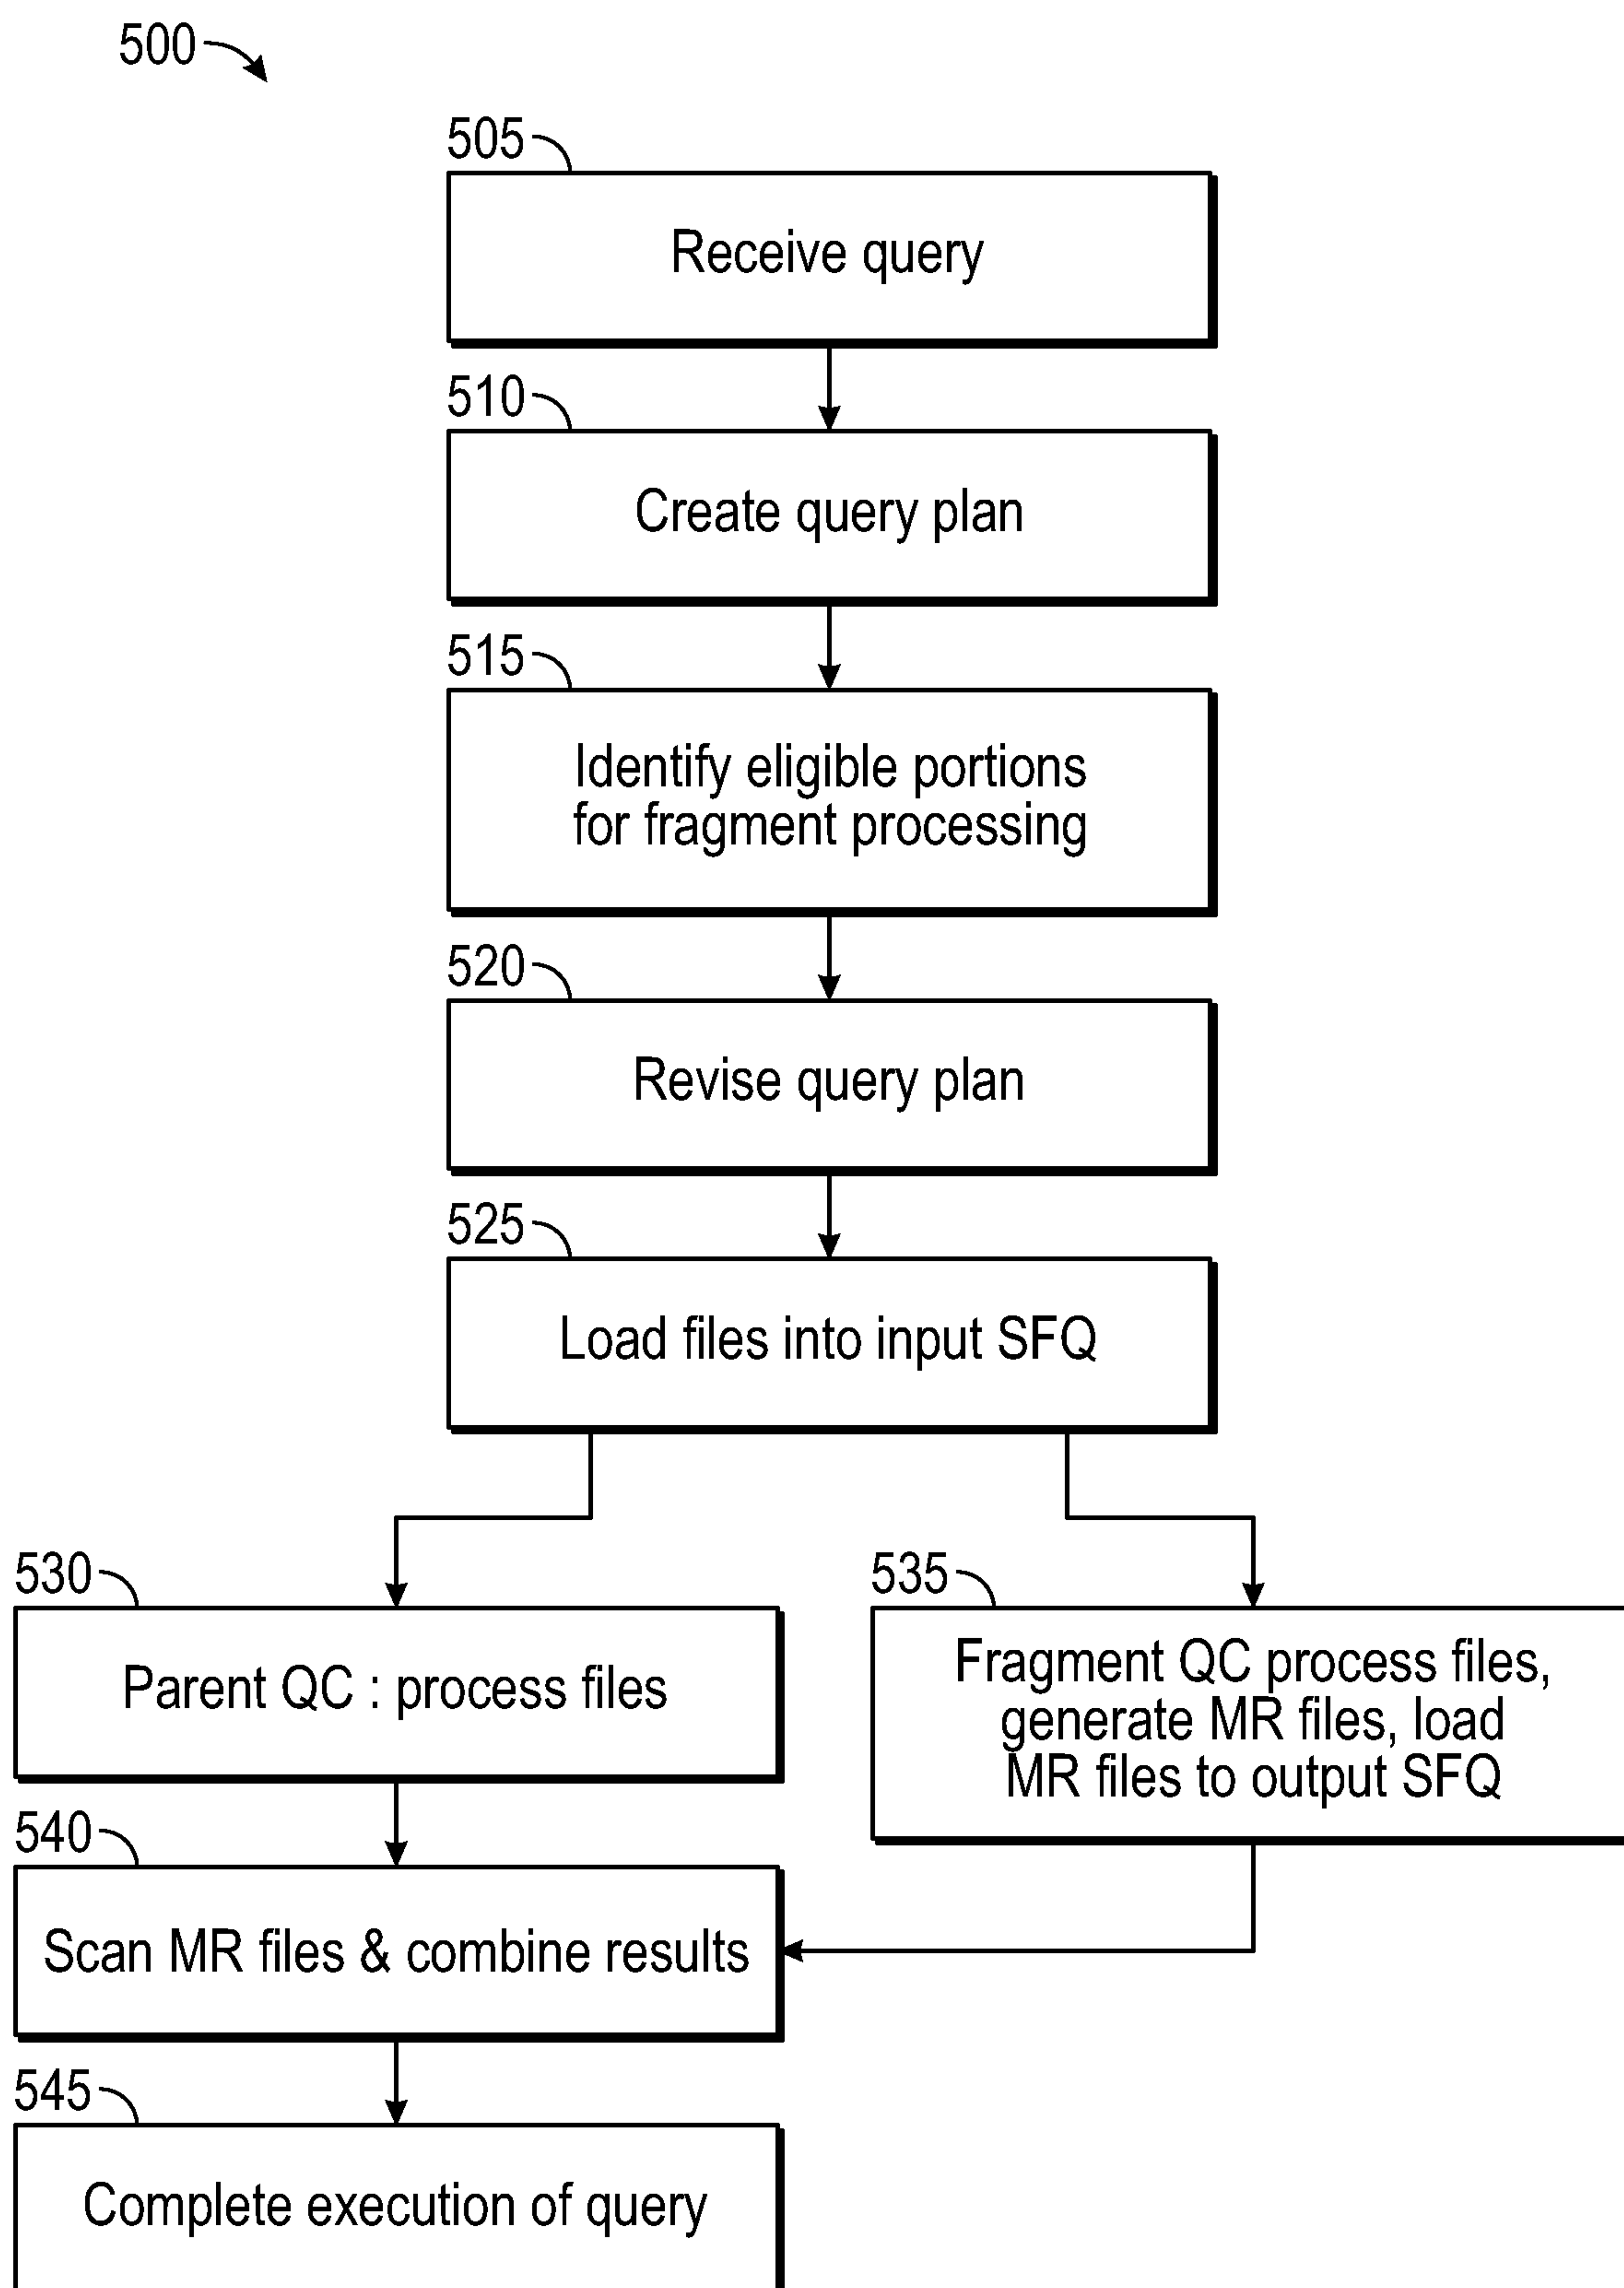 500
505
Receive query
510
Create query plan
515
Identify eligible portions
for fragment processing
520
Revise query plan
525
Load files into input SFQ
530
Parent QC : process files
535
Fragment QC process files,
generate MR files, load
MR files to output SFQ
540
Scan MR files & combine results
545
Complete execution of query